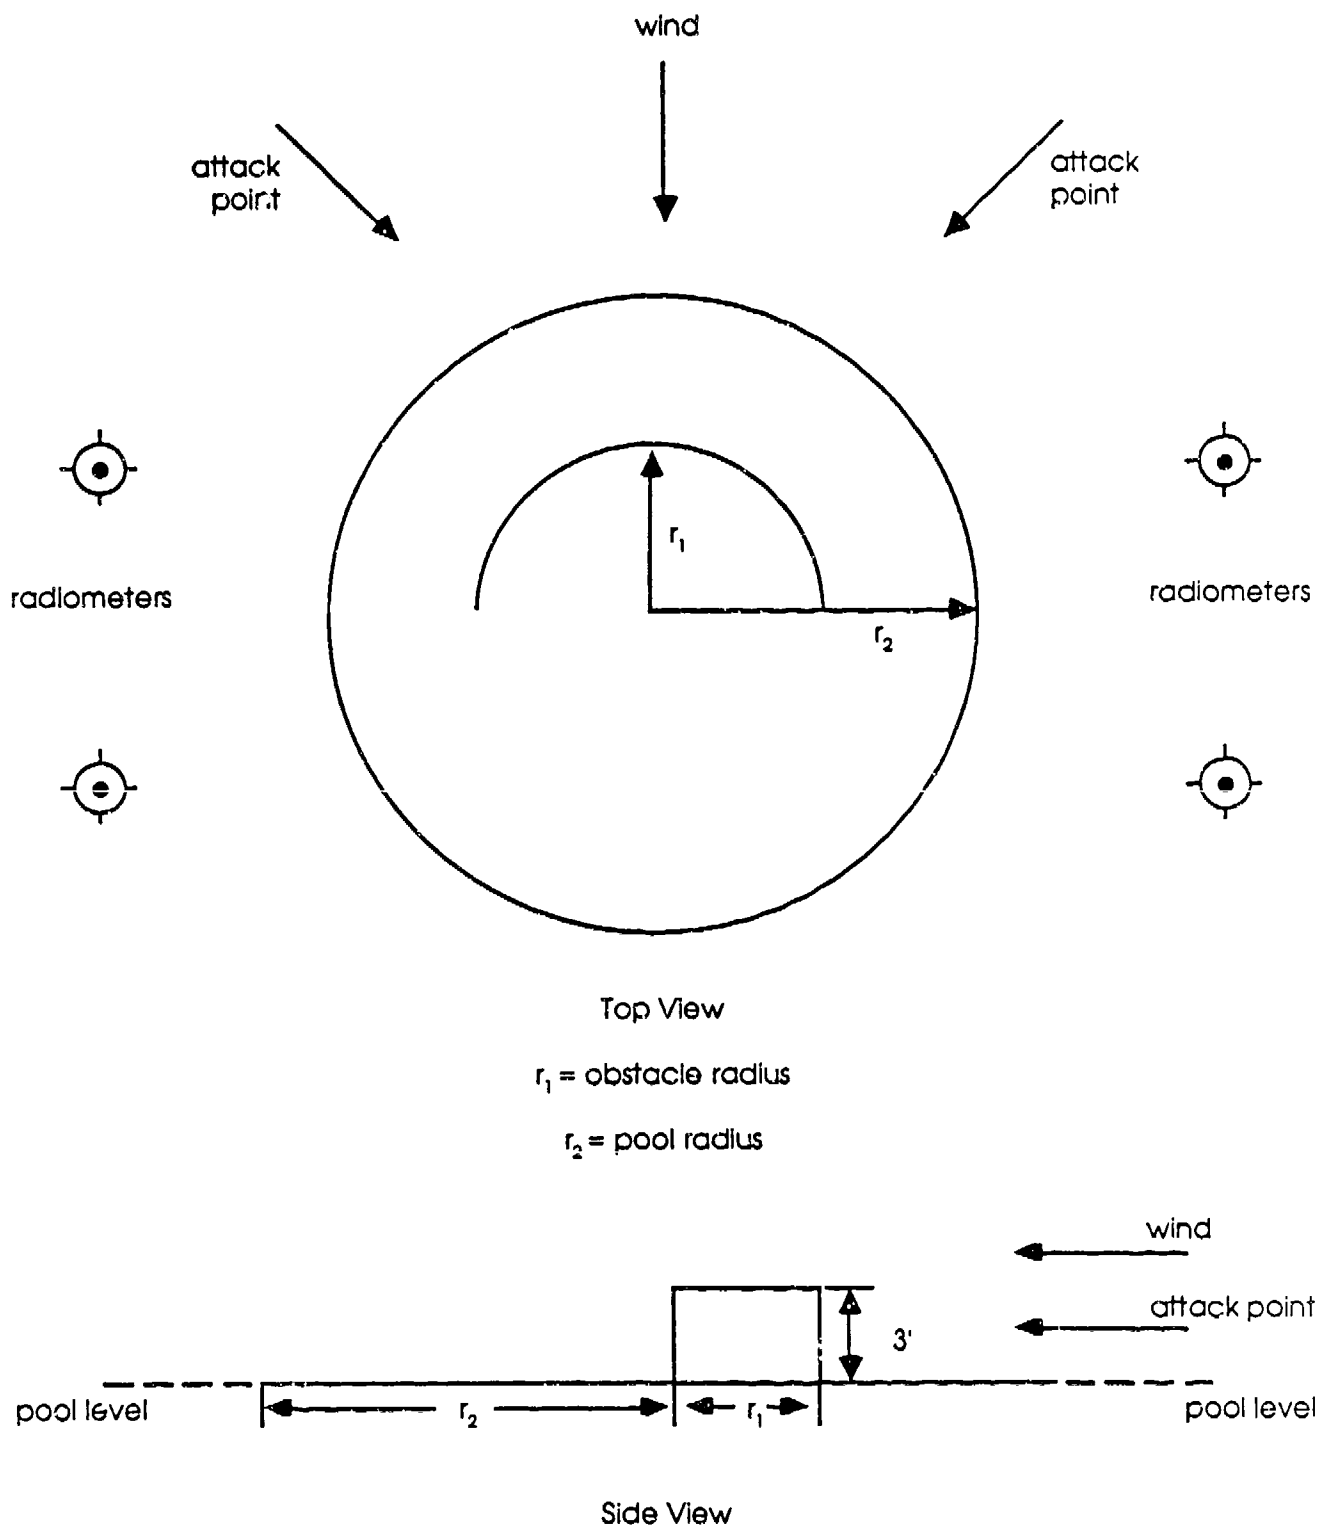 wind
attack
point
attack
point
r₁
radiometers
radiometers
r₂
Top View
r₁ = obstacle radius
r₂ = pool radius
wind
attack point
3'
pool level
r₂
r₁
pool level
Side View